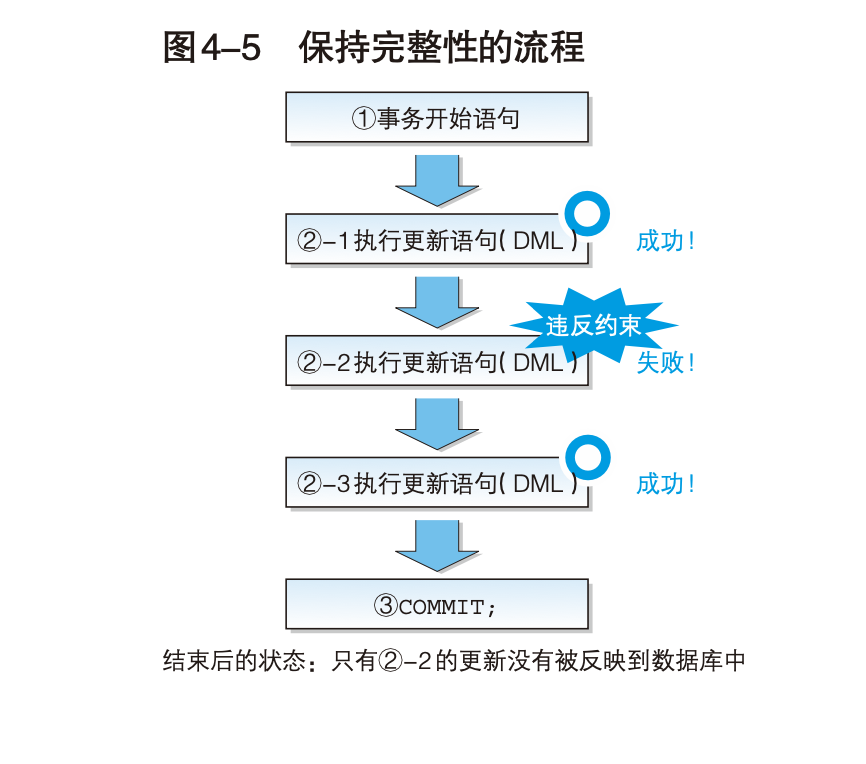 图4–5 保持完整性的流程
①事务开始语句
②–1执行更新语句(DML)
成功!
违反约束
②–2执行更新语句(DML)
失败!
②–3执行更新语句(DML)
成功!
③COMMIT;
结束后的状态:只有②–2的更新没有被反映到数据库中